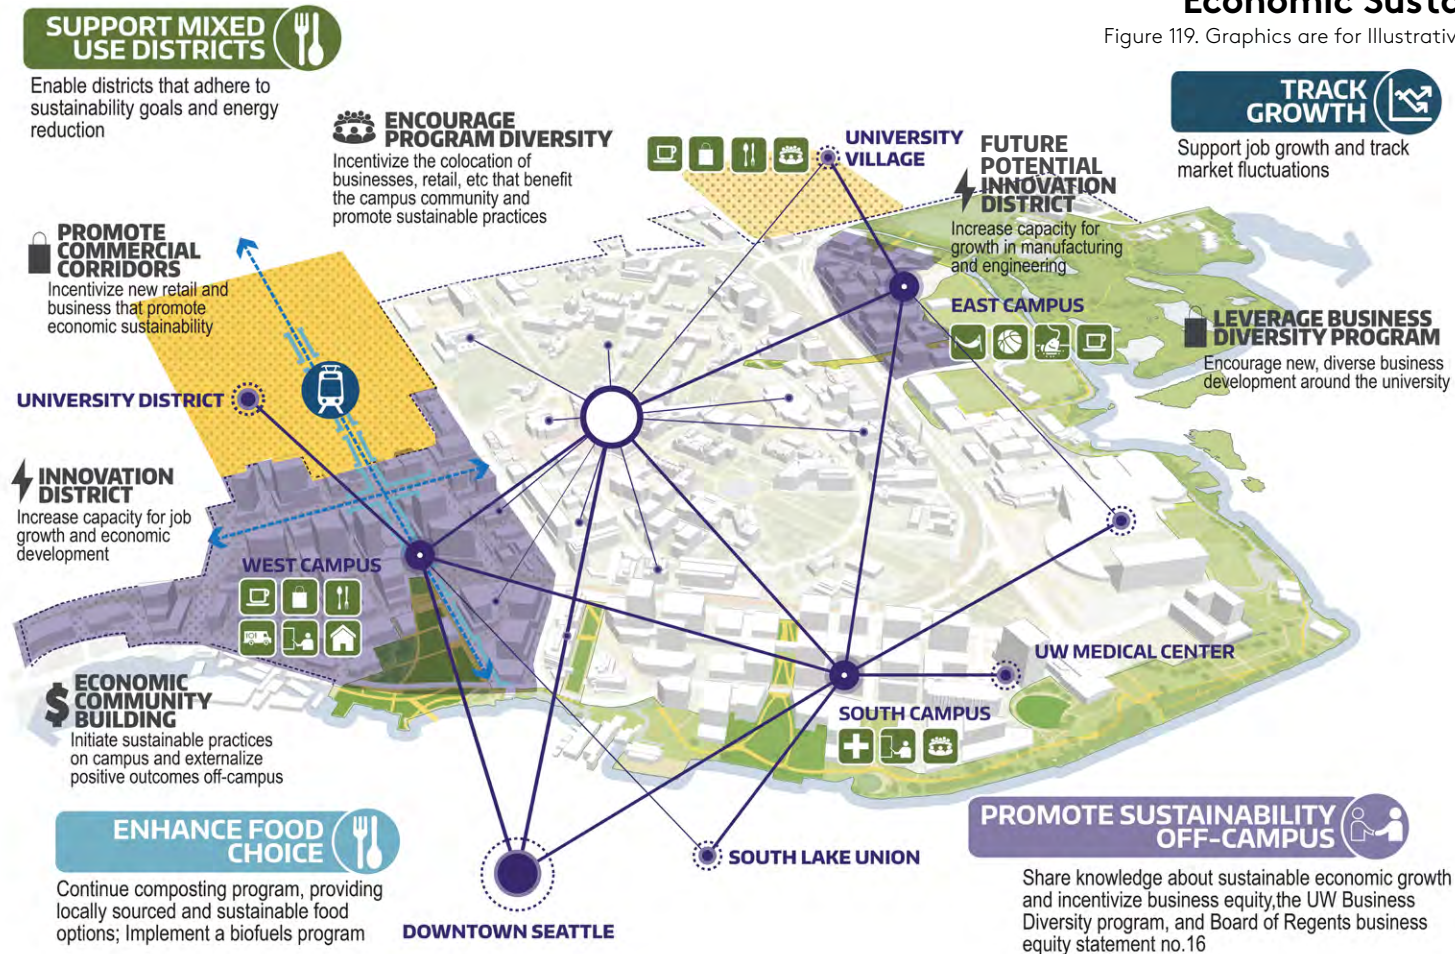 Economic Susta
Figure 119. Graphics are for Illustrativ
SUPPORT MIXED
USE DISTRICTS
Enable districts that adhere to
sustainability goals and energy
reduction
ENCOURAGE
PROGRAM DIVERSITY
Incentivize the colocation of
businesses, retail, etc that benefit
the campus community and
promote sustainable practices
UNIVERSITY
VILLAGE
FUTURE
POTENTIAL
INNOVATION
DISTRICT
Increase capacity for
growth in manufacturing
and engineering
TRACK
GROWTH
Support job growth and track
market fluctuations
PROMOTE
COMMERCIAL
CORRIDORS
Incentivize new retail and
business that promote
economic sustainability
EAST CAMPUS
LEVERAGE BUSINESS
DIVERSITY PROGRAM
Encourage new, diverse business
development around the university
UNIVERSITY DISTRICT
INNOVATION
DISTRICT
Increase capacity for job
growth and economic
development
WEST CAMPUS
UW MEDICAL CENTER
SOUTH CAMPUS
$ ECONOMIC
COMMUNITY
BUILDING
Initiate sustainable practices
on campus and externalize
positive outcomes off-campus
ENHANCE FOOD
CHOICE
Continue composting program, providing
locally sourced and sustainable food
options; Implement a biofuels program
DOWNTOWN SEATTLE
SOUTH LAKE UNION
PROMOTE SUSTAINABILITY
OFF-CAMPUS
Share knowledge about sustainable economic growth
and incentivize business equity,the UW Business
Diversity program, and Board of Regents business
equity statement no.16